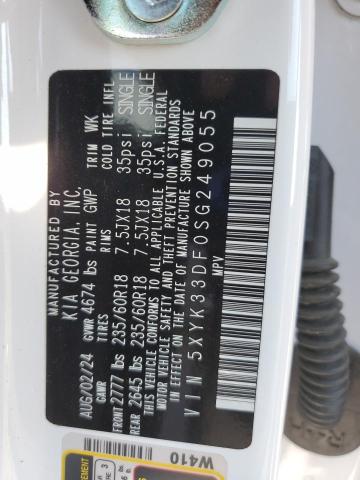 MANUFACTURED BY
KIA GEORGIA, INC.
AUG/02/24 GVWR 4674 lbs PAINT GWP TRIM WK
GAWR TIRES RIMS COLD TIRE INFL
FRONT 2777 lbs 235/60R18 7.5JX18 35psi SINGLE
REAR 2645 lbs 235/60R18 7.5JX18 35psi SINGLE
THIS VEHICLE CONFORMS TO ALL APPLICABLE U.S.A. FEDERAL
MOTOR VEHICLE SAFETY AND THEFT PREVENTION STANDARDS
IN EFFECT ON THE DATE OF MANUFACTURE SHOWN ABOVE.
VIN 5XYK33DF0SG249055
MPV
W410
3